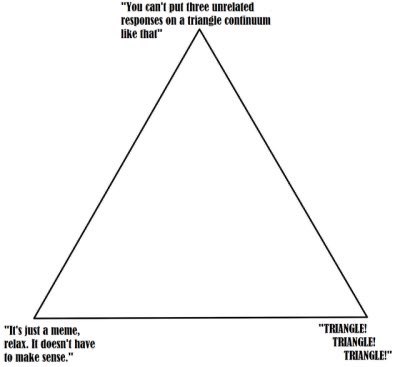 "You can't put three unrelated
responses on a triangle continuum
like that"
"It's just a meme,
relax. It doesn't have
to make sense."
"TRIANGLE!
TRIANGLE!
TRIANGLE!"